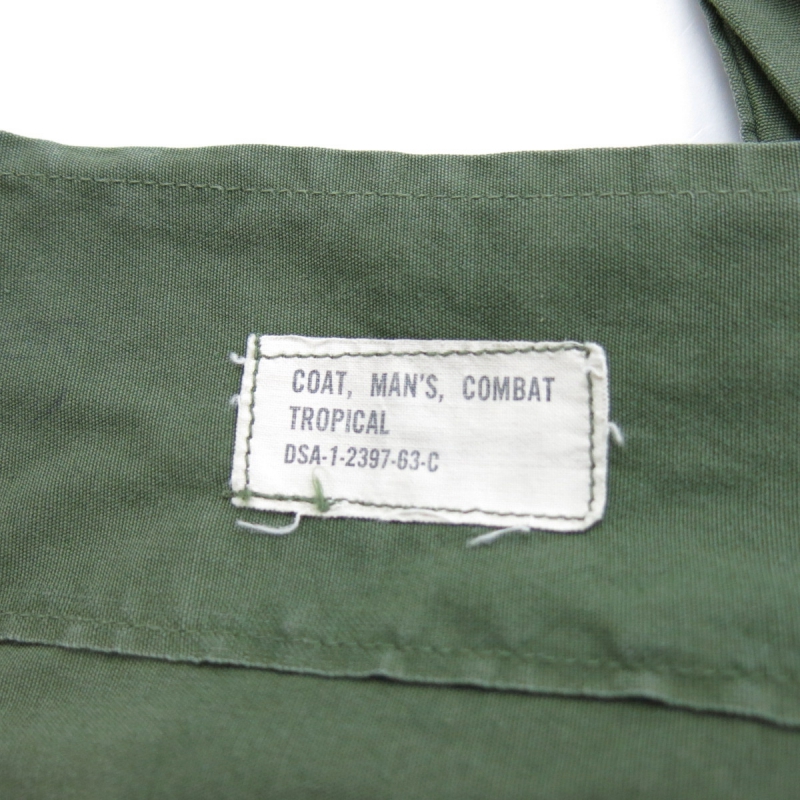 COAT, MAN'S, COMBAT
TROPICAL
DSA-1-2397-63-C